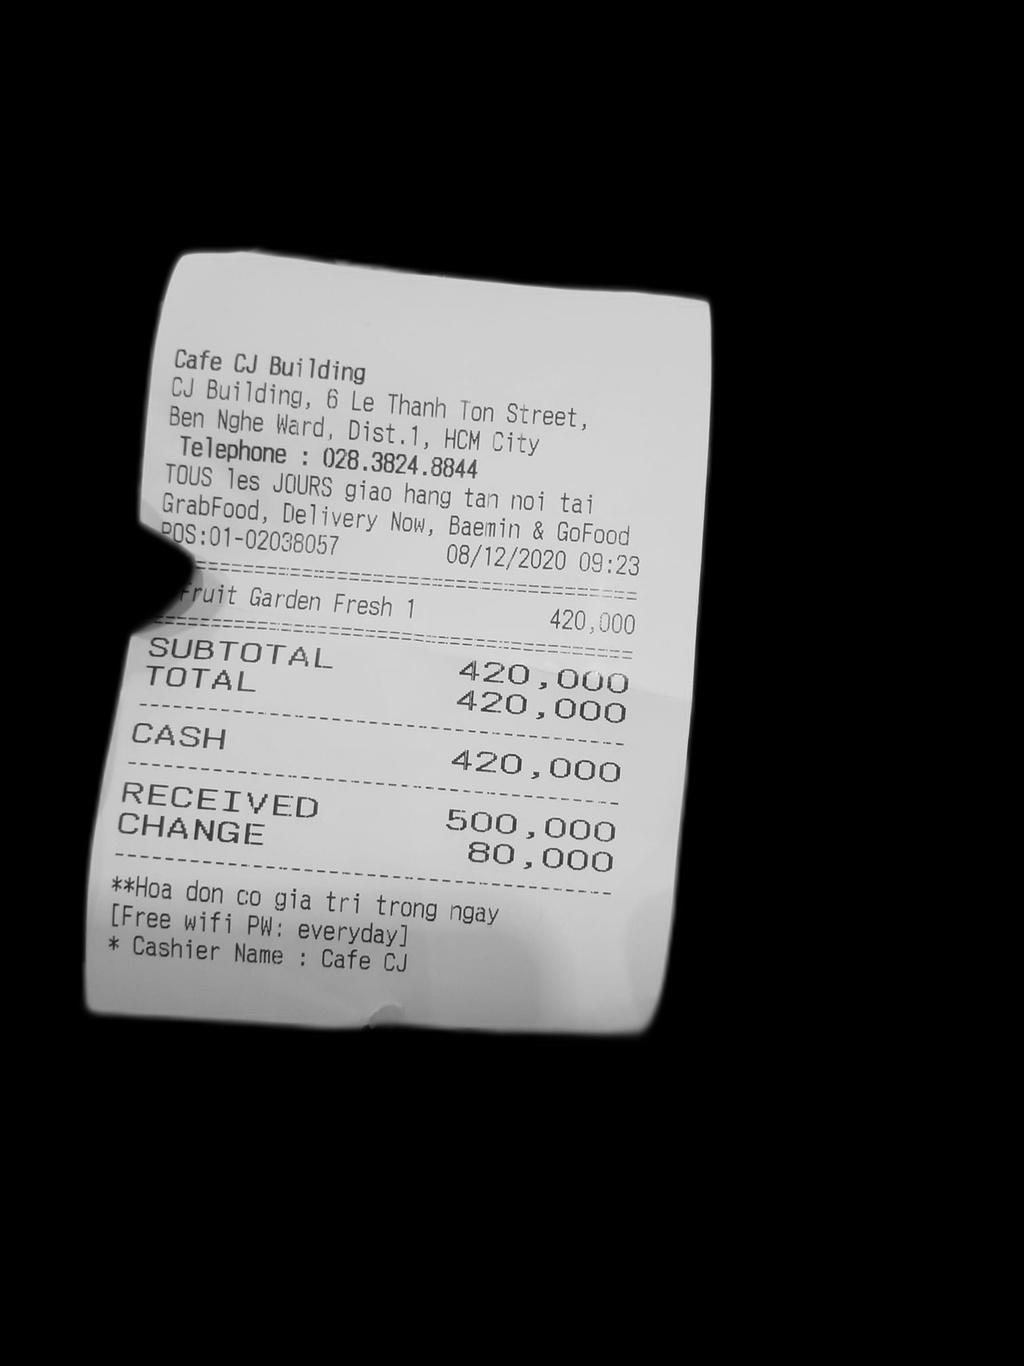 Cafe CJ Building
CJ Building, 6 Le Thanh Ton Street,
Ben Nghe Ward, Dist.1, HCM City
Telephone : 028.3824.8844
TOUS les JOURS giao hang tan noi tai
GrabFood, Delivery Now, Baemin & GoFood
POS:01-02038057 08/12/2020 09:23
Fruit Garden Fresh 1 420,000
SUBTOTAL 420,000
TOTAL 420,000
CASH 420,000
RECEIVED 500,000
CHANGE 80,000
**Hoa don co gia tri trong ngay
[Free wifi PW: everyday]
* Cashier Name : Cafe CJ